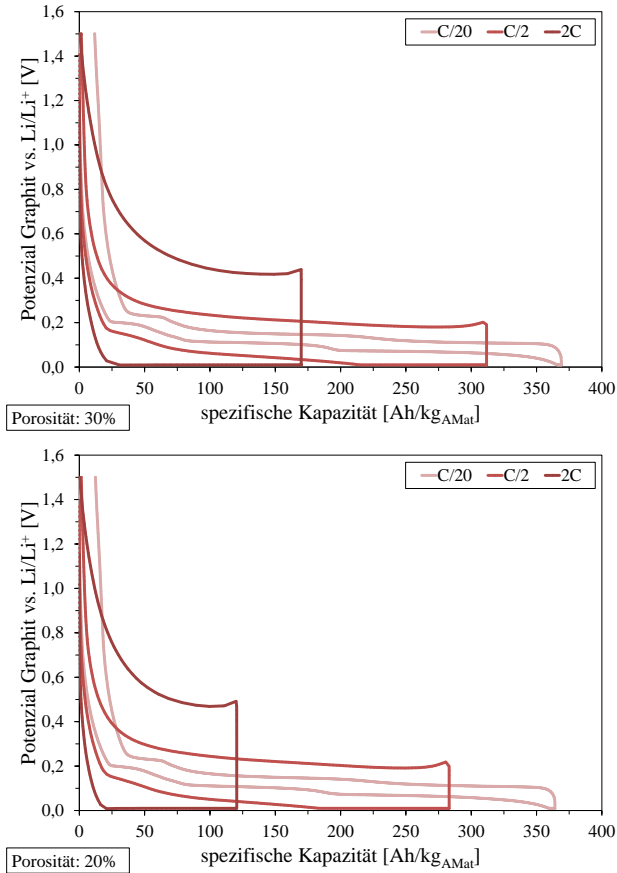 C/20 C/2 2C
Potenzial Graphit vs. Li/Li⁺ [V]
1,6
1,4
1,2
1,0
0,8
0,6
0,4
0,2
0,0
0 50 100 150 200 250 300 350 400
spezifische Kapazität [Ah/kg_AMat]
Porosität: 30%
C/20 C/2 2C
Potenzial Graphit vs. Li/Li⁺ [V]
1,6
1,4
1,2
1,0
0,8
0,6
0,4
0,2
0,0
0 50 100 150 200 250 300 350 400
spezifische Kapazität [Ah/kg_AMat]
Porosität: 20%